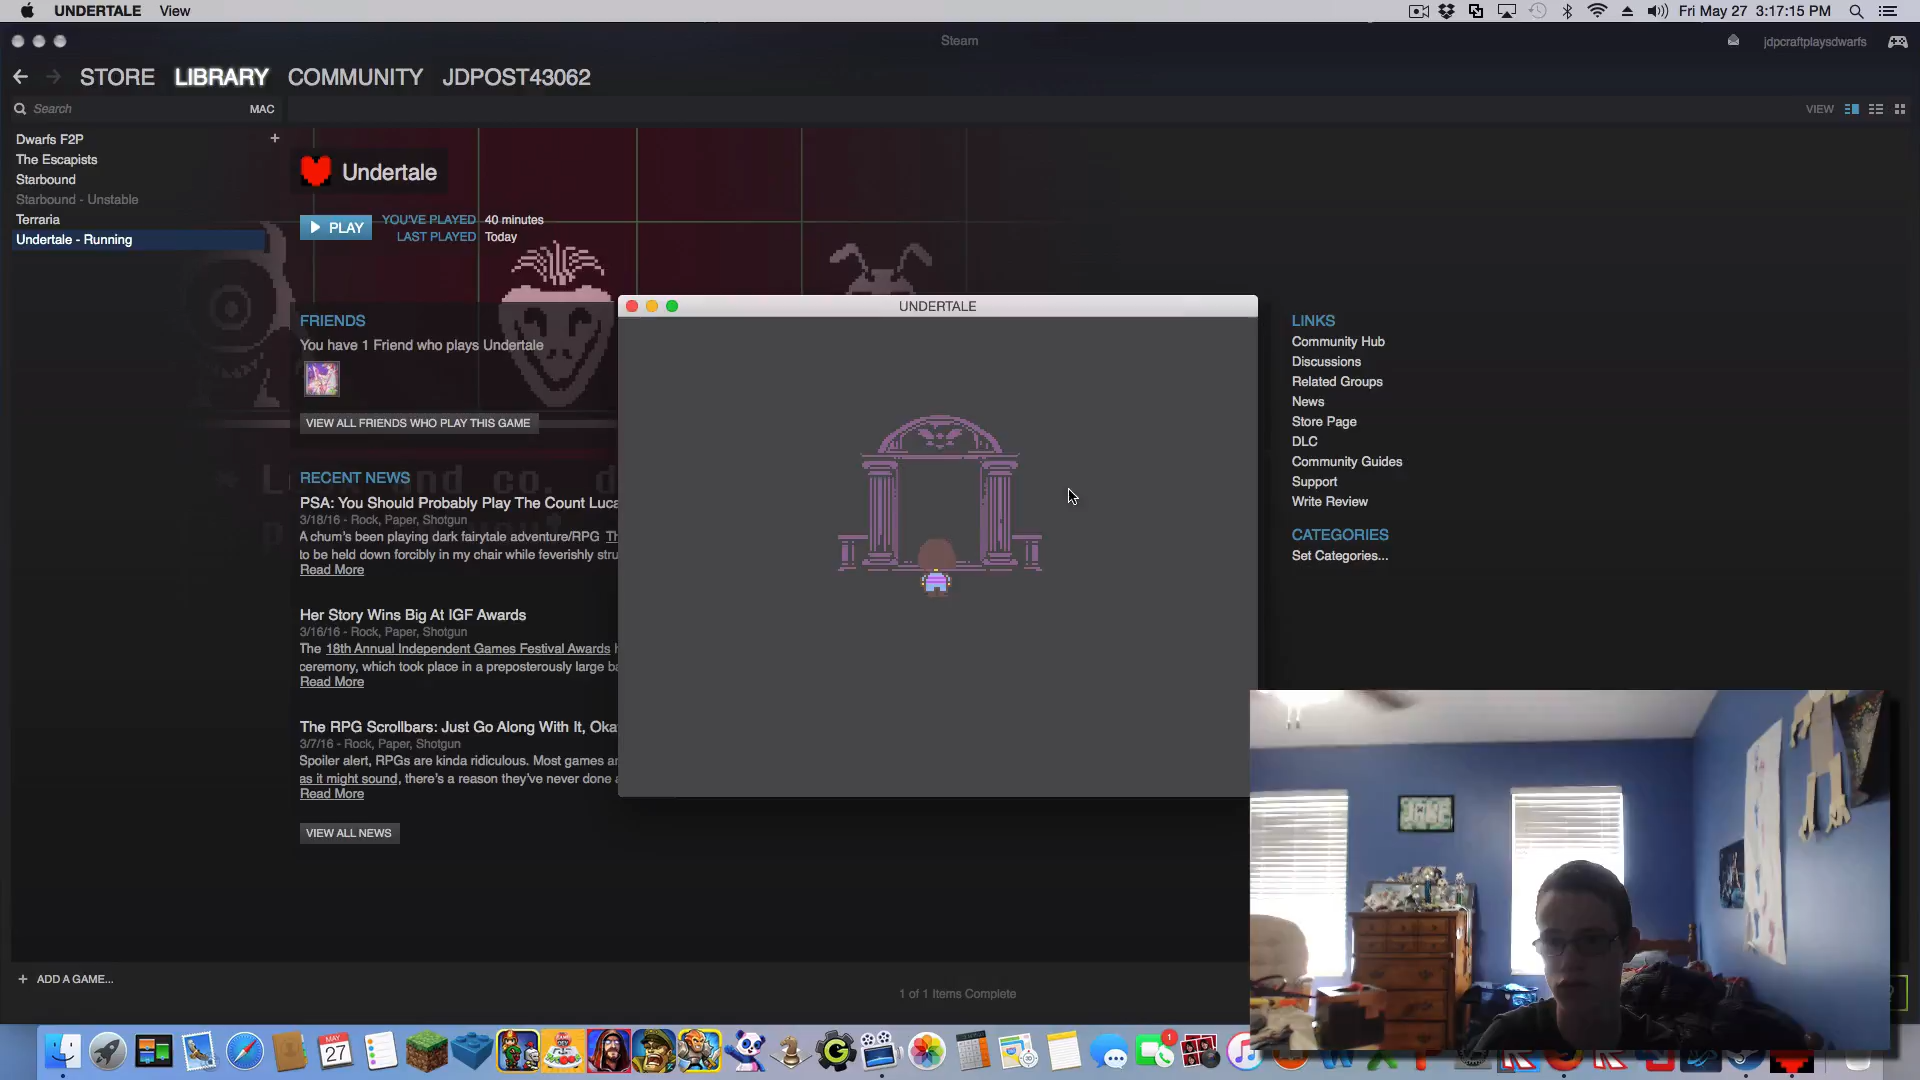 UNDERTALE View Fri May 27 3:17:15 PM
Steam
jdpcraftplaysdwarfs
STORE LIBRARY COMMUNITY JDPOST43062
Search MAC
VIEW
Dwarfs F2P +
The Escapists
Starbound
Starbound - Unstable
Terraria
Undertale - Running
Undertale
PLAY
YOU'VE PLAYED 40 minutes
LAST PLAYED Today
UNDERTALE
FRIENDS
You have 1 Friend who plays Undertale
VIEW ALL FRIENDS WHO PLAY THIS GAME
RECENT NEWS
PSA: You Should Probably Play The Count Luca
3/18/16 - Rock, Paper, Shotgun
A chum's been playing dark fairytale adventure/RPG Th
to be held down forcibly in my chair while feverishly stru
Read More
Her Story Wins Big At IGF Awards
3/16/16 - Rock, Paper, Shotgun
The 18th Annual Independent Games Festival Awards h
ceremony, which took place in a preposterously large ba
Read More
The RPG Scrollbars: Just Go Along With It, Oka
3/7/16 - Rock, Paper, Shotgun
Spoiler alert, RPGs are kinda ridiculous. Most games ar
as it might sound, there's a reason they've never done a
Read More
VIEW ALL NEWS
LINKS
Community Hub
Discussions
Related Groups
News
Store Page
DLC
Community Guides
Support
Write Review
CATEGORIES
Set Categories...
JAKE
+ ADD A GAME...
1 of 1 Items Complete
MAY
27
1